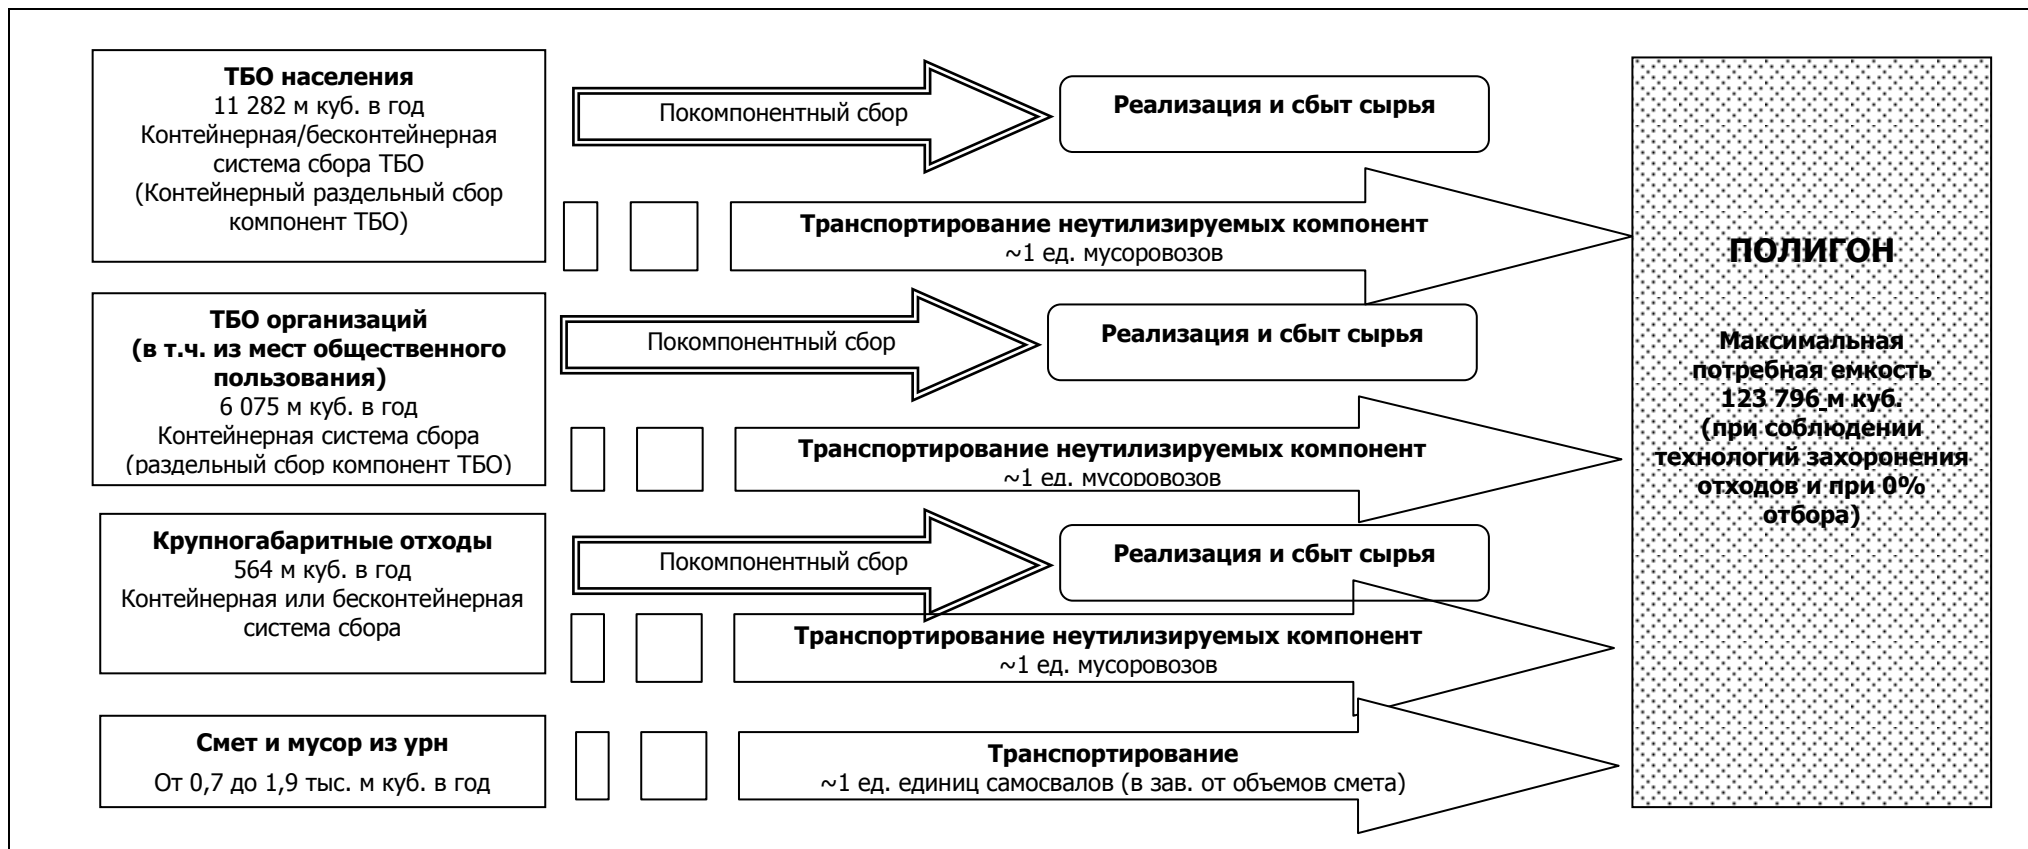 ТБО населения
11 282 м куб. в год
Контейнерная/бесконтейнерная
система сбора ТБО
(Контейнерный раздельный сбор
компонент ТБО)
Покомпонентный сбор
Реализация и сбыт сырья
Транспортирование неутилизируемых компонент
~1 ед. мусоровозов
ТБО организаций
(в т.ч. из мест общественного
пользования)
6 075 м куб. в год
Контейнерная система сбора
(раздельный сбор компонент ТБО)
Покомпонентный сбор
Реализация и сбыт сырья
Транспортирование неутилизируемых компонент
~1 ед. мусоровозов
Крупногабаритные отходы
564 м куб. в год
Контейнерная или бесконтейнерная
система сбора
Покомпонентный сбор
Реализация и сбыт сырья
Транспортирование неутилизируемых компонент
~1 ед. мусоровозов
Смет и мусор из урн
От 0,7 до 1,9 тыс. м куб. в год
Транспортирование
~1 ед. единиц самосвалов (в зав. от объемов смета)
ПОЛИГОН
Максимальная
потребная емкость
123 796 м куб.
(при соблюдении
технологий захоронения
отходов и при 0%
отбора)